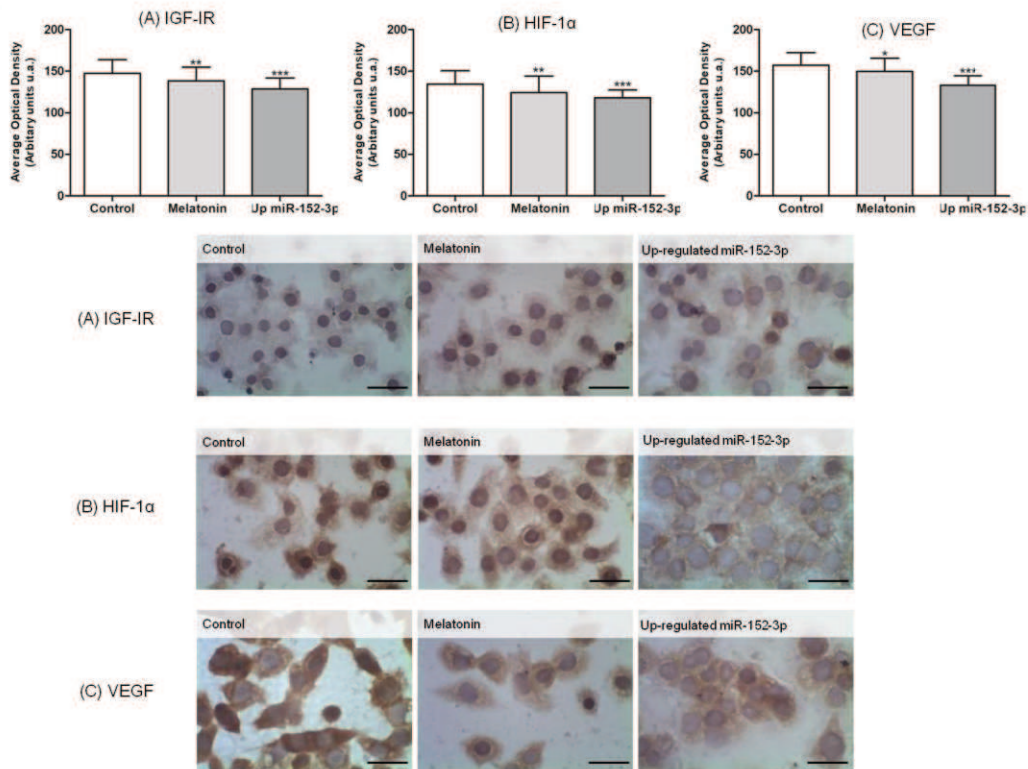 (A) IGF-IR
Average Optical Density
(Arbitary units u.a.)
200
150
100
50
0
Control Melatonin Up miR-152-3p
** ***
(B) HIF-1α
Average Optical Density
(Arbitary units u.a.)
200
150
100
50
0
Control Melatonin Up miR-152-3p
** ***
(C) VEGF
Average Optical Density
(Arbitary units u.a.)
200
150
100
50
0
Control Melatonin Up miR-152-3p
* ***
(A) IGF-IR
Control Melatonin Up-regulated miR-152-3p
(B) HIF-1α
Control Melatonin Up-regulated miR-152-3p
(C) VEGF
Control Melatonin Up-regulated miR-152-3p